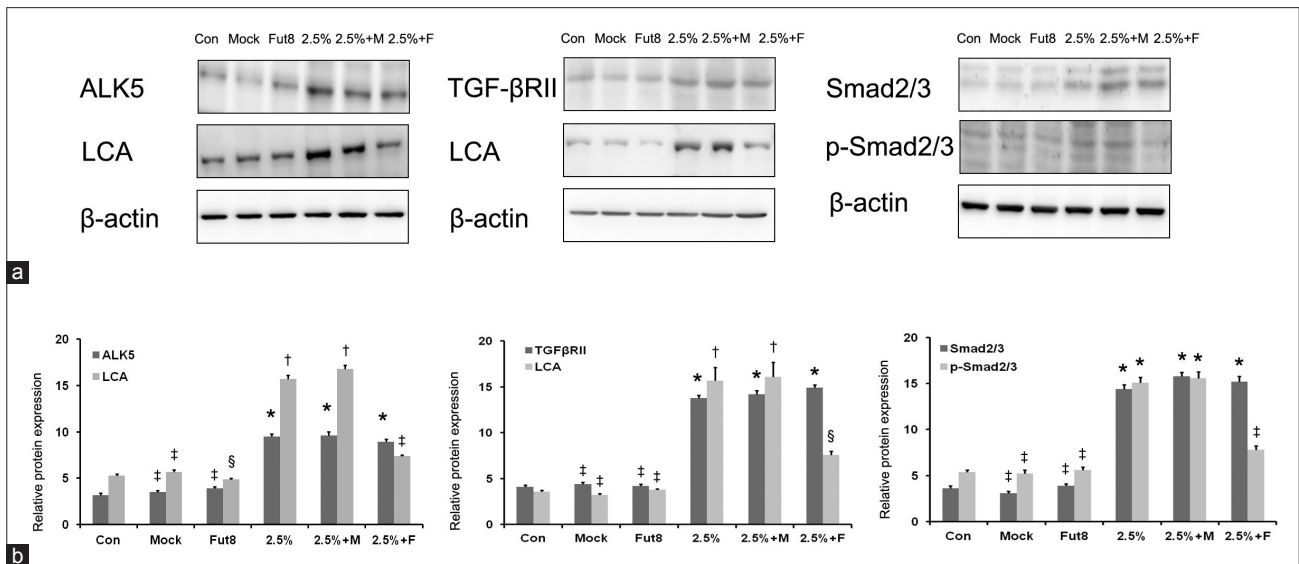 Con Mock Fut8 2.5% 2.5%+M 2.5%+F
ALK5
LCA
β-actin
Con Mock Fut8 2.5% 2.5%+M 2.5%+F
TGF-βRII
LCA
β-actin
Con Mock Fut8 2.5% 2.5%+M 2.5%+F
Smad2/3
p-Smad2/3
β-actin
a
Relative protein expression
20
15
10
5
0
ALK5
LCA
‡ ‡ ‡ § * † * † * ‡
Con Mock Fut8 2.5% 2.5%+M 2.5%+F
Relative protein expression
20
15
10
5
0
TGFβRII
LCA
‡ ‡ ‡ ‡ * † * † * §
Con Mock Fut8 2.5% 2.5%+M 2.5%+F
Relative protein expression
20
15
10
5
0
Smad2/3
p-Smad2/3
‡ ‡ ‡ ‡ * * * * * ‡
Con Mock Fut8 2.5% 2.5%+M 2.5%+F
b